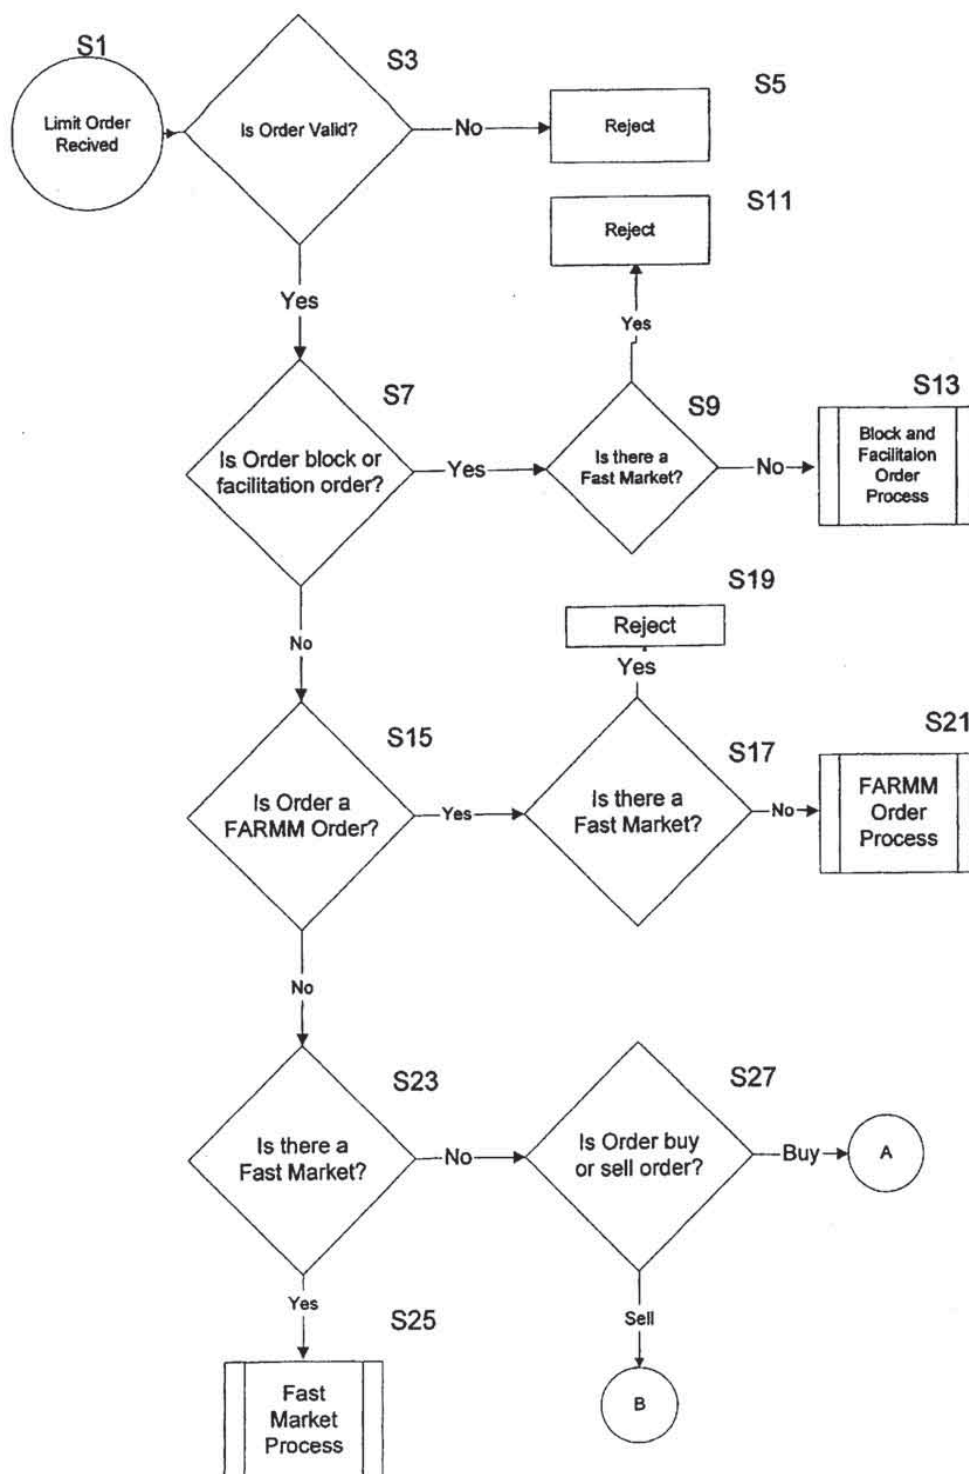 S1
Limit Order
Recived
S3
Is Order Valid?
No
S5
Reject
S11
Reject
Yes
Yes
S7
Is Order block or
facilitation order?
Yes
S9
Is there a
Fast Market?
No
S13
Block and
Facilitaion
Order
Process
No
S19
Reject
Yes
S15
Is Order a
FARMM Order?
Yes
S17
Is there a
Fast Market?
No
S21
FARMM
Order
Process
No
S23
Is there a
Fast Market?
No
S27
Is Order buy
or sell order?
Buy
A
Yes
S25
Fast
Market
Process
Sell
B